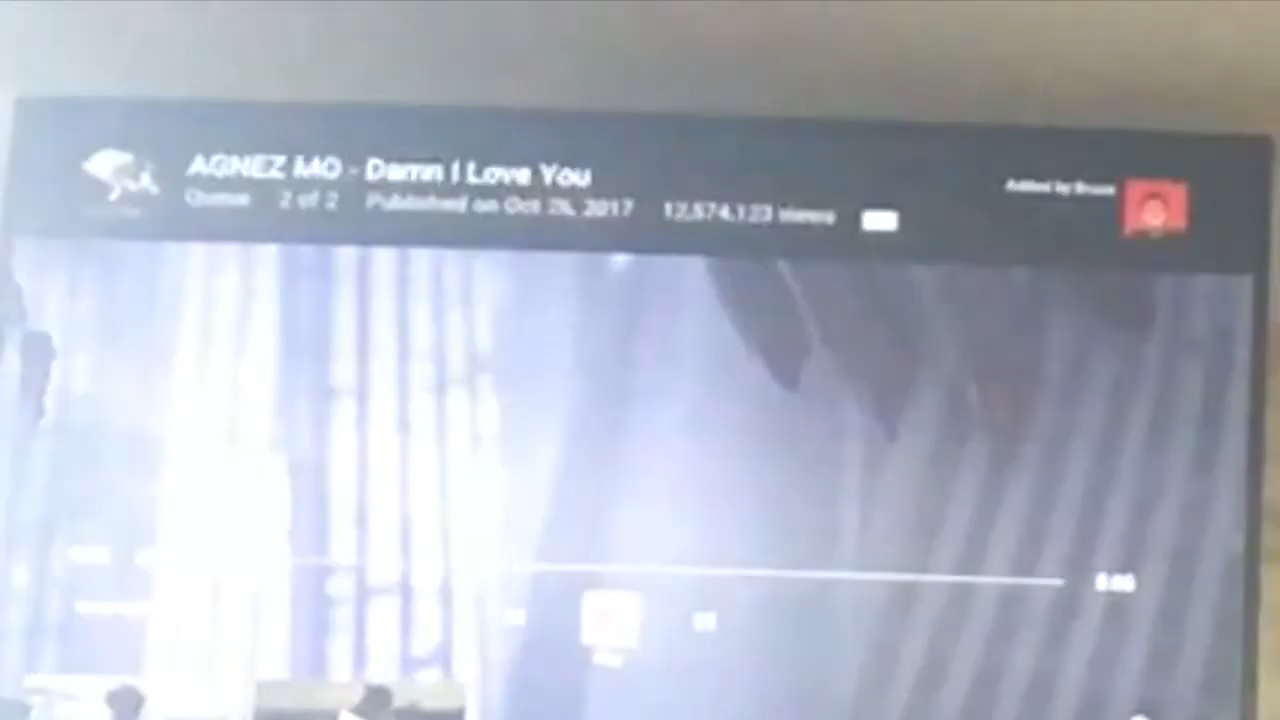 AGNEZ MO - Damn I Love You
Queue 2 of 2 Published on Oct 26, 2017 12,574,123 views
Added by Bruce